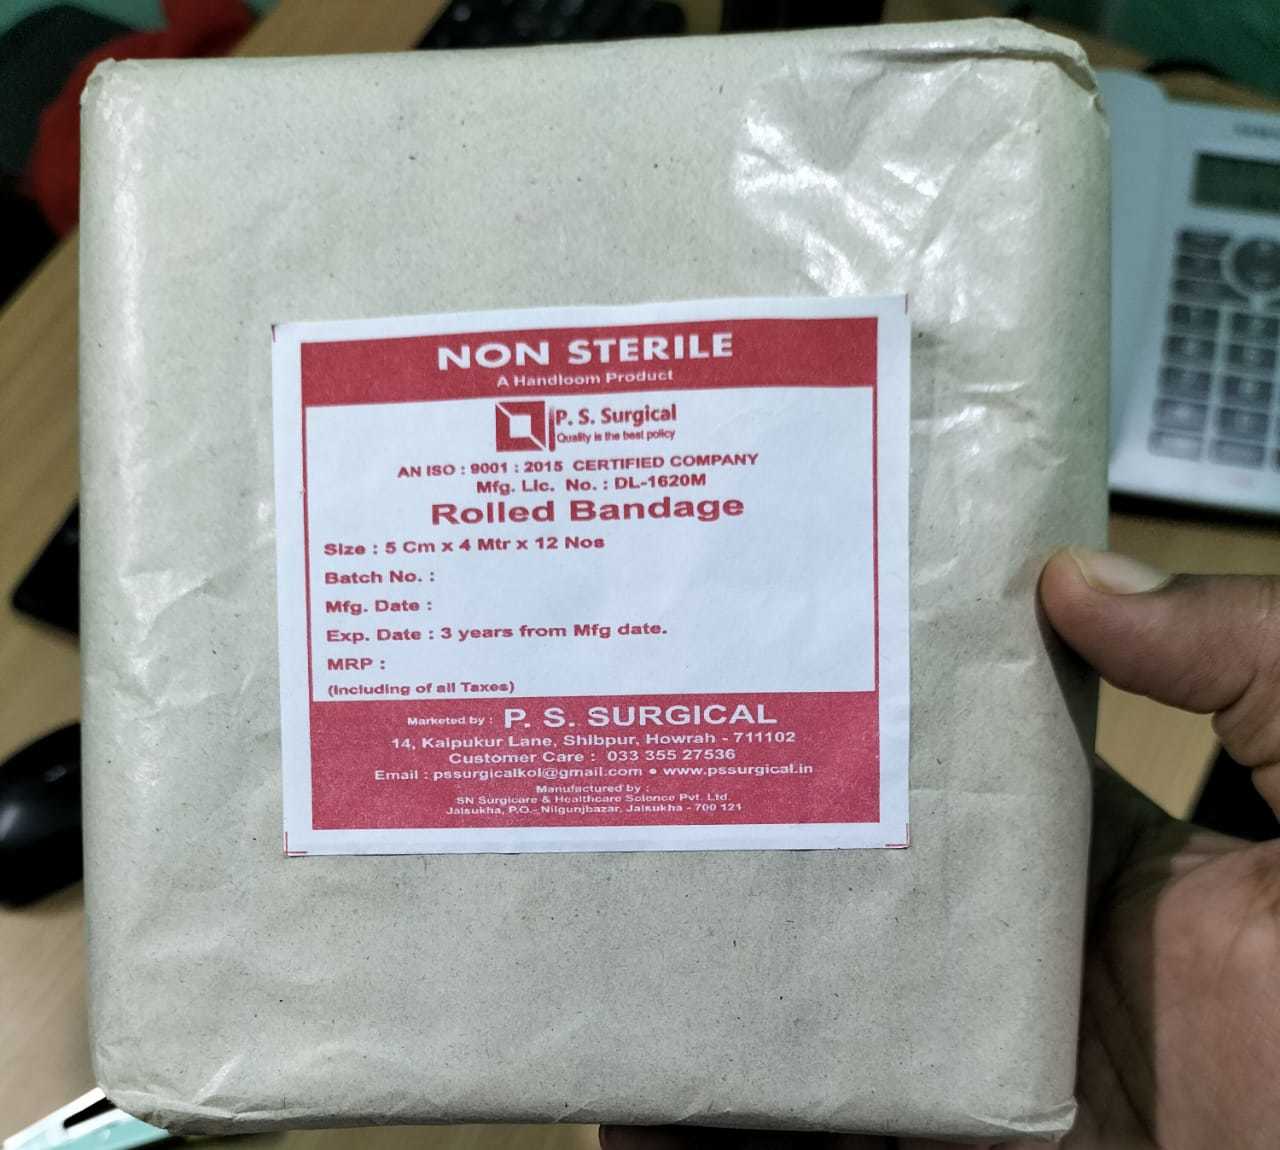 NON STERILE
A Handloom Product
P. S. Surgical
Quality is the best policy
AN ISO : 9001 : 2015 CERTIFIED COMPANY
Mfg. Lic. No. : DL-1620M
Rolled Bandage
Size : 5 Cm x 4 Mtr x 12 Nos
Batch No. :
Mfg. Date :
Exp. Date : 3 years from Mfg date.
MRP :
(Including of all Taxes)
Marketed by : P. S. SURGICAL
14, Kaipukur Lane, Shibpur, Howrah - 711102
Customer Care : 033 355 27536
Email : pssurgicalkol@gmail.com ● www.pssurgical.in
Manufactured by :
SN Surgicare & Healthcare Science Pvt. Ltd.
Jalsukha, P.O.- Nilgunjbazar, Jalsukha - 700 121